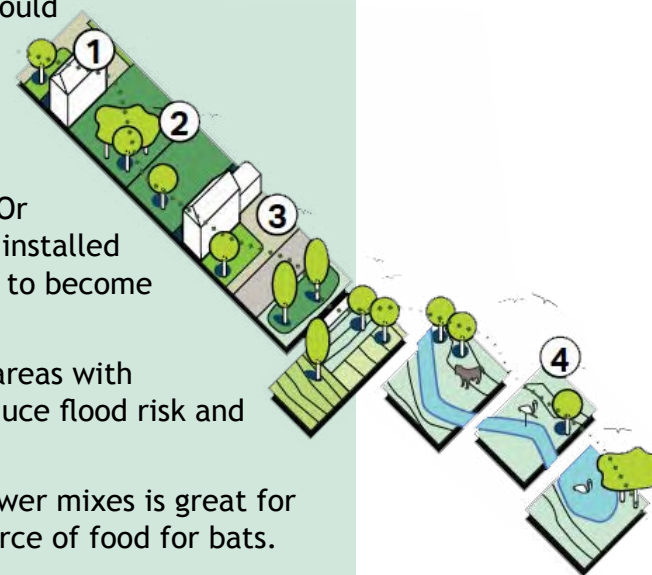 ould
1
2
Or
installed
3
to become
4
areas with
uce flood risk and
wer mixes is great for
rce of food for bats.